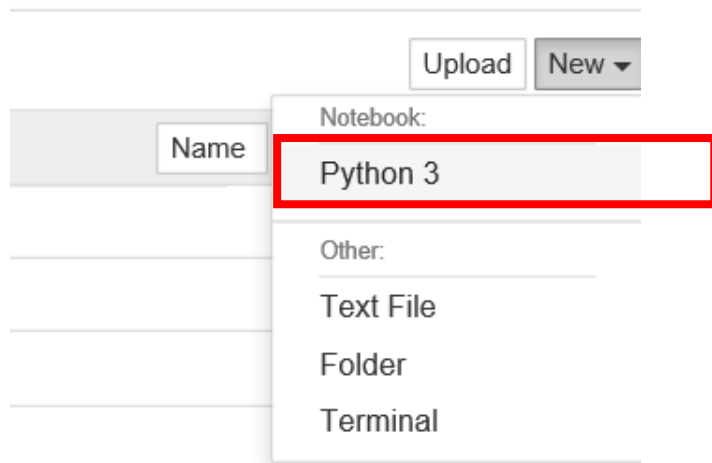 Upload New
Notebook:
Name
Python 3
Other:
Text File
Folder
Terminal